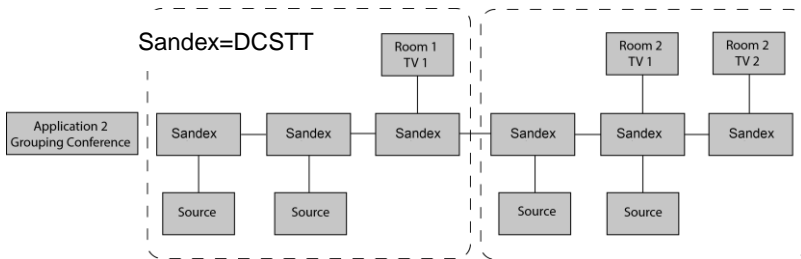 Sandex=DCSTT
Room 1
TV 1
Room 2
TV 1
Room 2
TV 2
Application 2
Grouping Conference
Sandex
Sandex
Sandex
Sandex
Sandex
Sandex
Source
Source
Source
Source